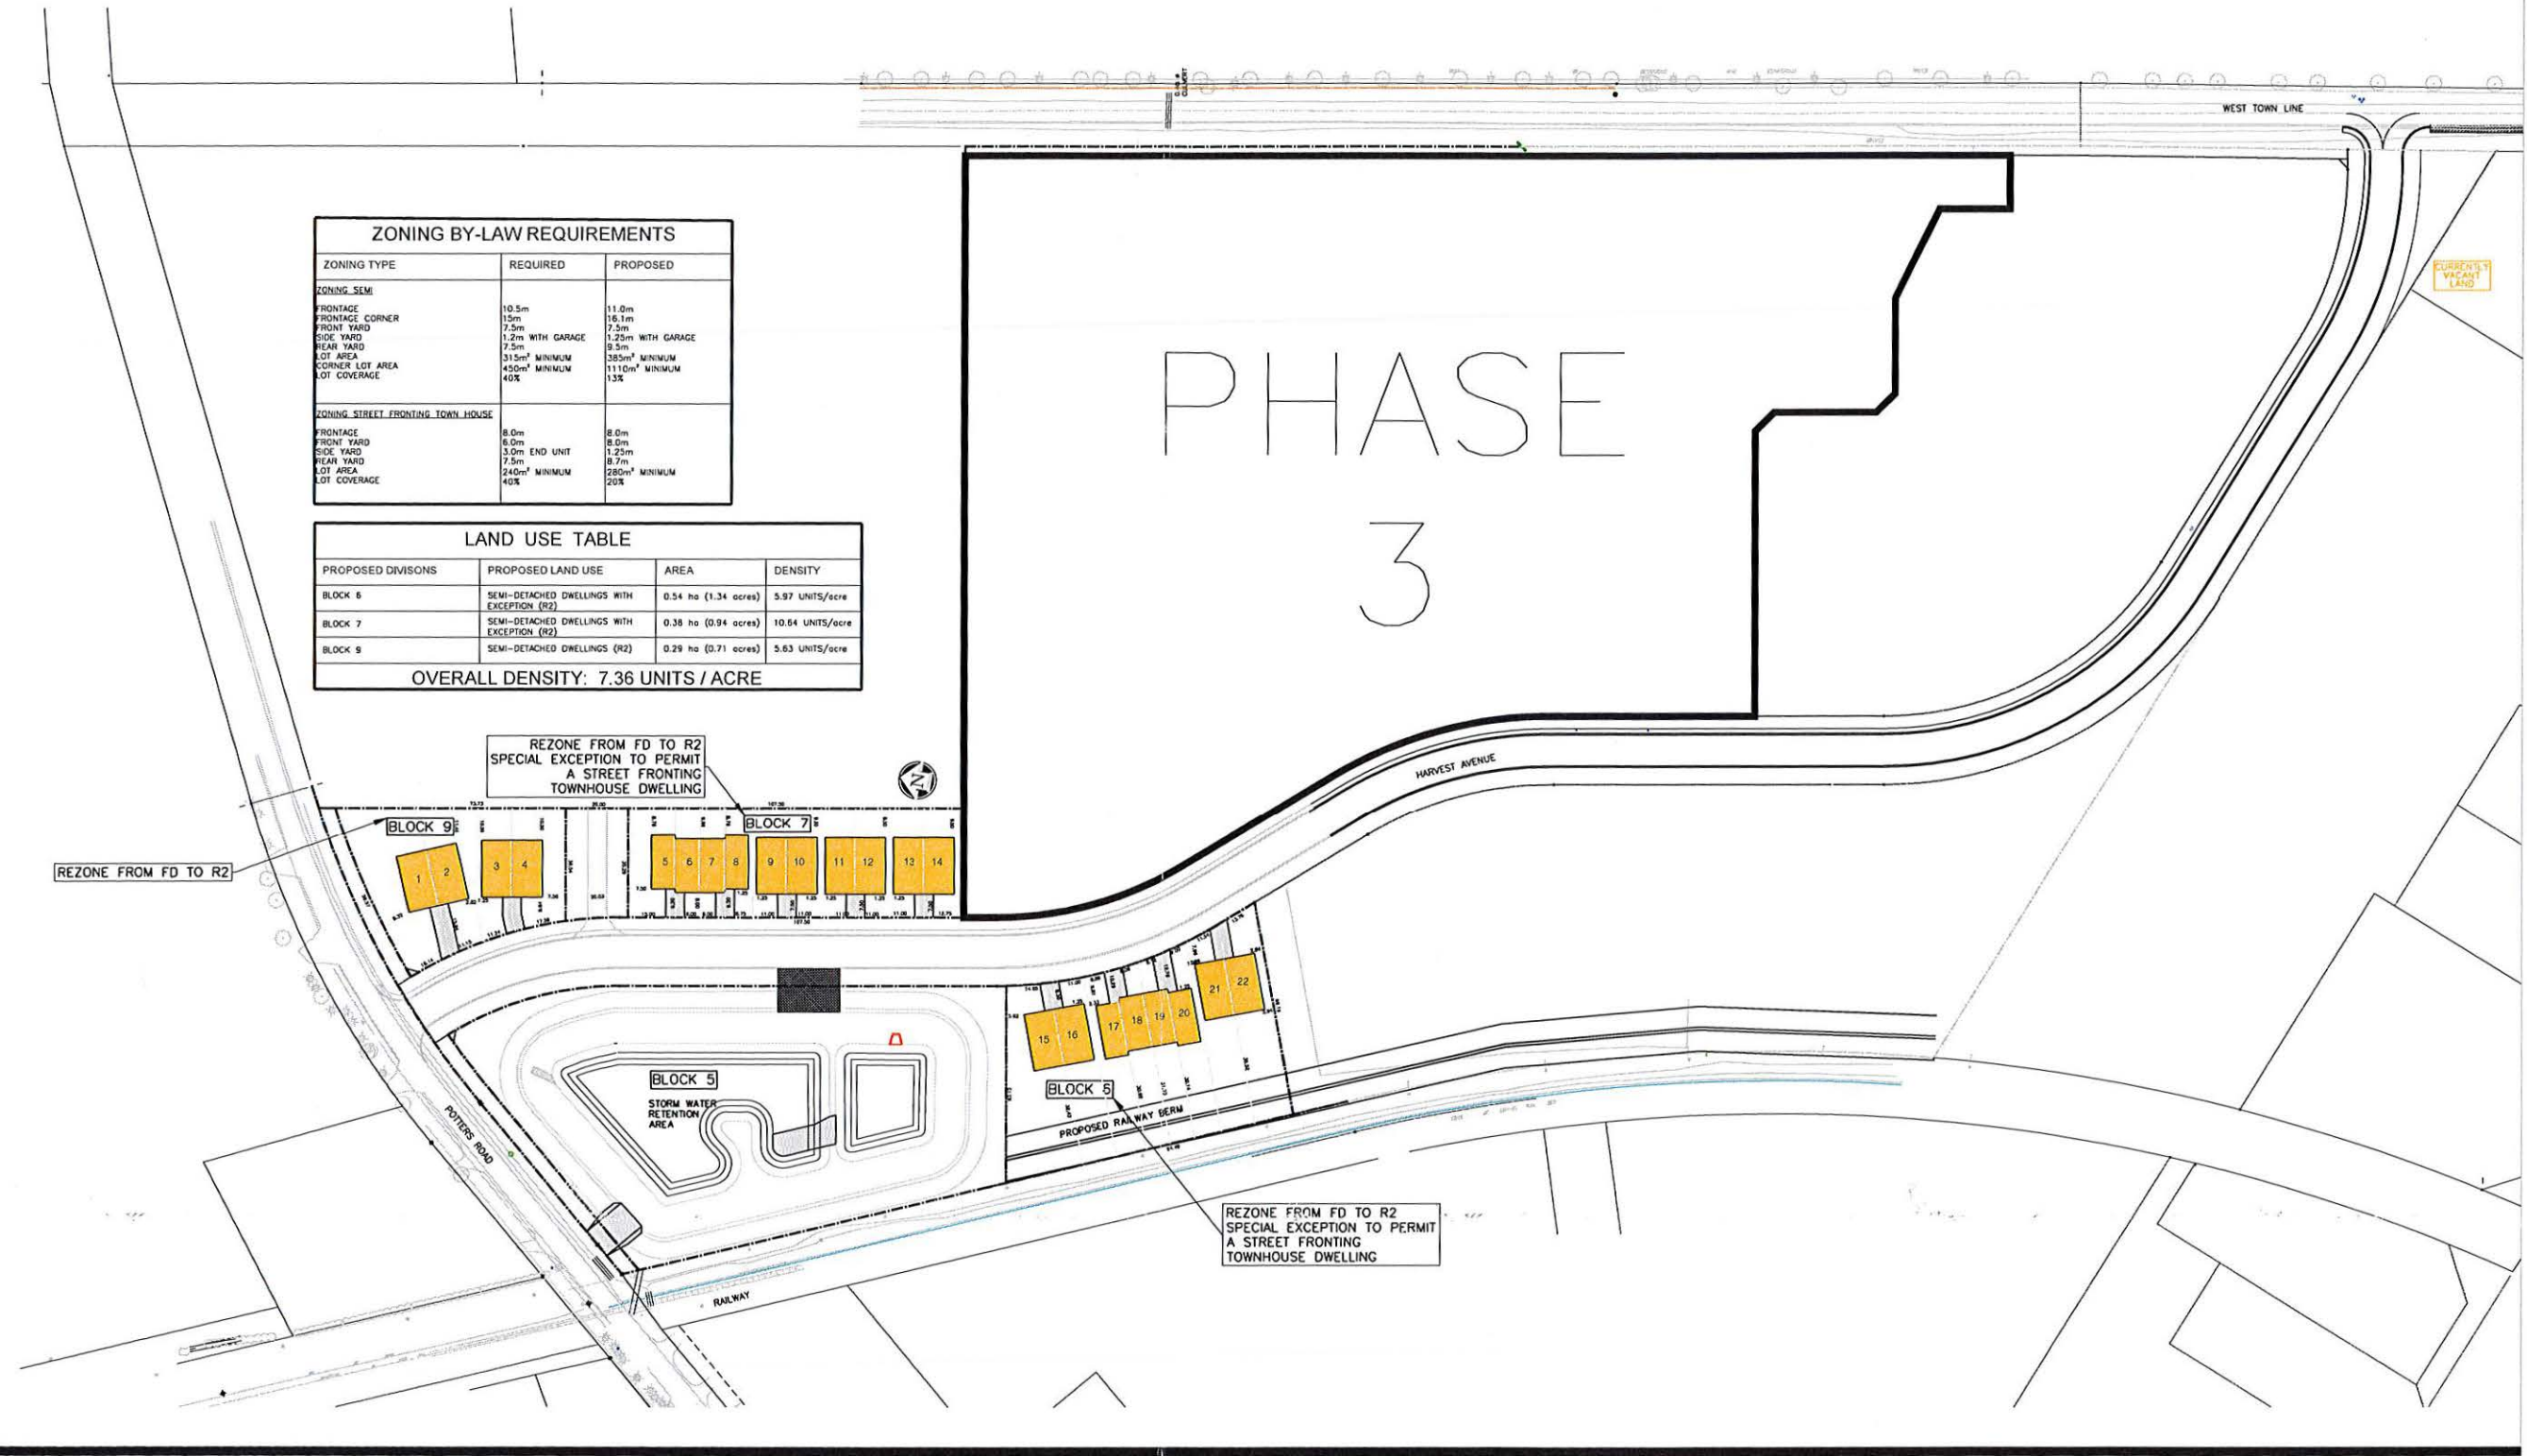 WEST TOWN LINE
CULVERT
CURRENTLY
VACANT
LAND
ZONING BY-LAW REQUIREMENTS
ZONING TYPE REQUIRED PROPOSED
ZONING SEMI
FRONTAGE 10.5m 11.0m
FRONTAGE CORNER 15m 16.1m
FRONT YARD 7.5m 7.5m
SIDE YARD 1.2m WITH GARAGE 1.25m WITH GARAGE
REAR YARD 7.5m 9.5m
LOT AREA 315m² MINIMUM 385m² MINIMUM
CORNER LOT AREA 450m² MINIMUM 1110m² MINIMUM
LOT COVERAGE 40% 13%
ZONING STREET FRONTING TOWN HOUSE
FRONTAGE 8.0m 8.0m
FRONT YARD 6.0m 8.0m
SIDE YARD 3.0m END UNIT 1.25m
REAR YARD 7.5m 8.7m
LOT AREA 240m² MINIMUM 280m² MINIMUM
LOT COVERAGE 40% 20%
PHASE
3
LAND USE TABLE
PROPOSED DIVISONS PROPOSED LAND USE AREA DENSITY
BLOCK 6 SEMI-DETACHED DWELLINGS WITH EXCEPTION (R2) 0.54 ha (1.34 acres) 5.97 UNITS/acre
BLOCK 7 SEMI-DETACHED DWELLINGS WITH EXCEPTION (R2) 0.38 ha (0.94 acres) 10.64 UNITS/acre
BLOCK 9 SEMI-DETACHED DWELLINGS (R2) 0.29 ha (0.71 acres) 5.63 UNITS/acre
OVERALL DENSITY: 7.36 UNITS / ACRE
REZONE FROM FD TO R2
SPECIAL EXCEPTION TO PERMIT
A STREET FRONTING
TOWNHOUSE DWELLING
N
HARVEST AVENUE
BLOCK 9
BLOCK 7
REZONE FROM FD TO R2
1 2 3 4 5 6 7 8 9 10 11 12 13 14
107.50
15 16 17 18 19 20 21 22
BLOCK 5
STORM WATER
RETENTION
AREA
BLOCK 6
PROPOSED RAILWAY BERM
POTTERS ROAD
REZONE FROM FD TO R2
SPECIAL EXCEPTION TO PERMIT
A STREET FRONTING
TOWNHOUSE DWELLING
RAILWAY